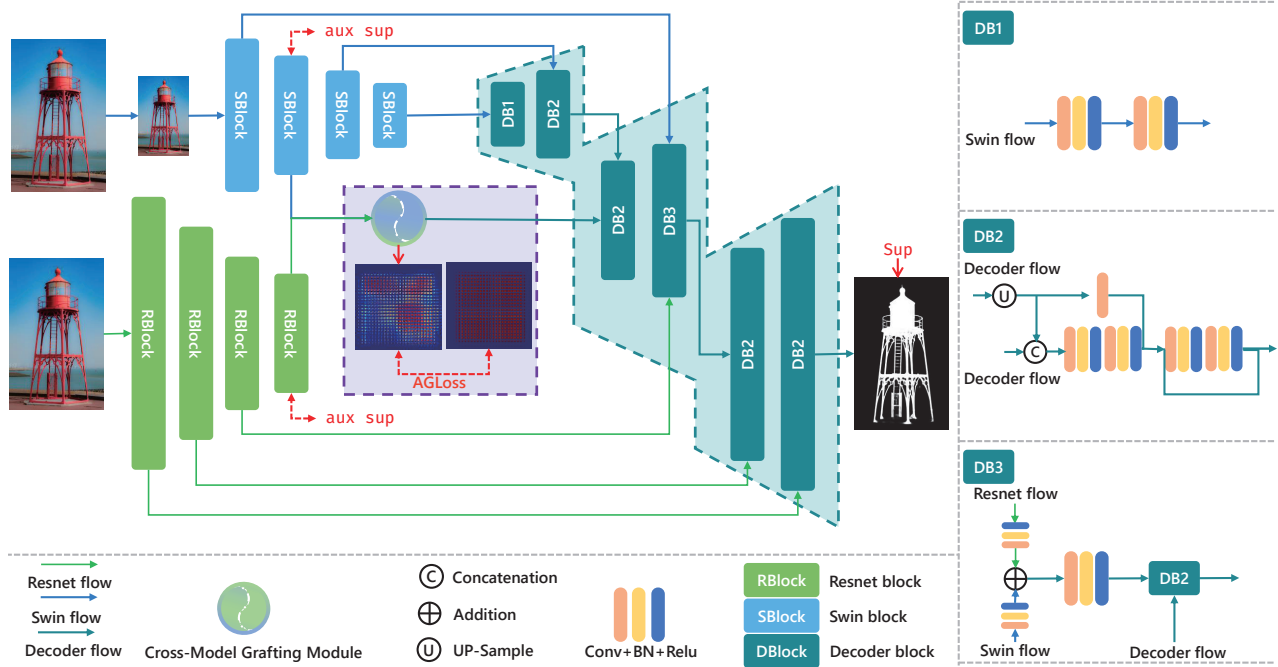 aux sup
SBlock
SBlock
SBlock
SBlock
DB1
DB2
DB2
DB3
DB2
DB2
RBlock
RBlock
RBlock
RBlock
AGLoss
aux sup
Sup
DB1
Swin flow
DB2
Decoder flow
U
C
Decoder flow
DB3
Resnet flow
DB2
Swin flow
Decoder flow
Resnet flow
Swin flow
Decoder flow
Cross-Model Grafting Module
C Concatenation
Addition
U UP-Sample
Conv+BN+Relu
RBlock Resnet block
SBlock Swin block
DBlock Decoder block